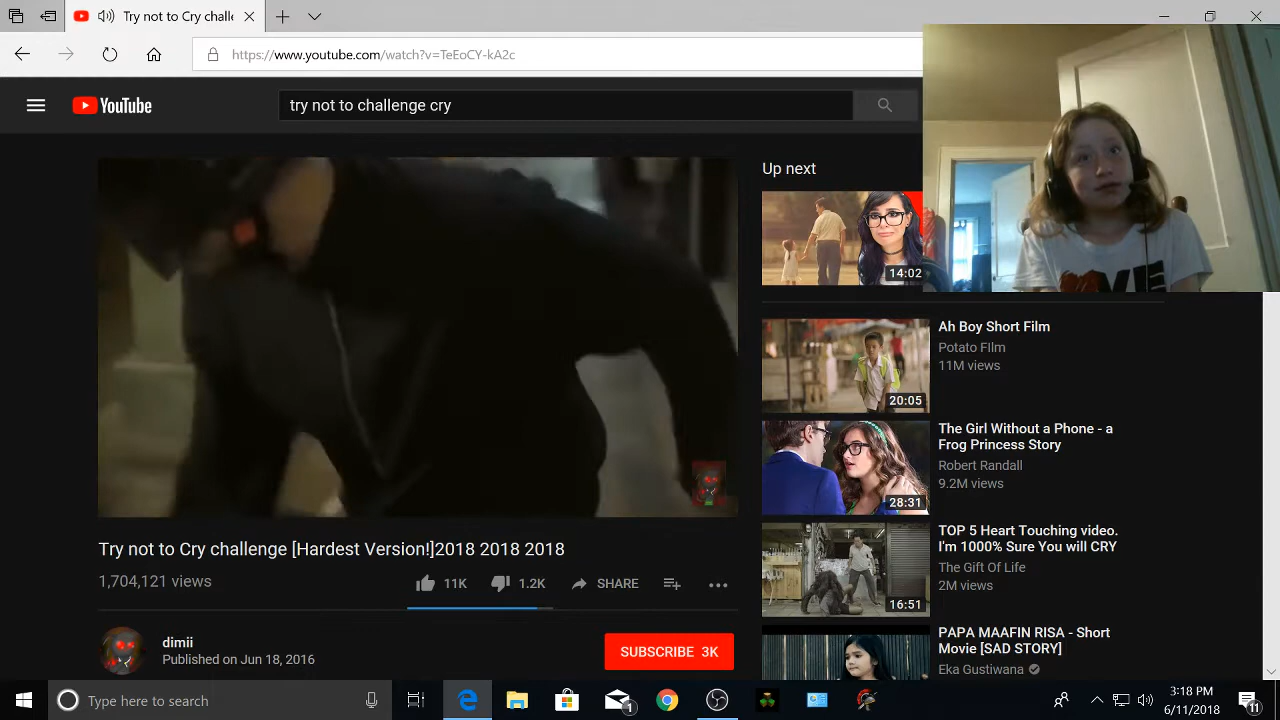 Try not to Cry chall
https://www.youtube.com/watch?v=TeEoCY-kA2c
YouTube
try not to challenge cry
Up next
14:02
Ah Boy Short Film
Potato FIlm
11M views
20:05
The Girl Without a Phone - a
Frog Princess Story
Robert Randall
9.2M views
28:31
TOP 5 Heart Touching video.
I'm 1000% Sure You will CRY
The Gift Of Life
2M views
16:51
PAPA MAAFIN RISA - Short
Movie [SAD STORY]
Eka Gustiwana
Try not to Cry challenge [Hardest Version!]2018 2018 2018
1,704,121 views
11K
1.2K
SHARE
dimii
Published on Jun 18, 2016
SUBSCRIBE 3K
Type here to search
1
3:18 PM
6/11/2018
11